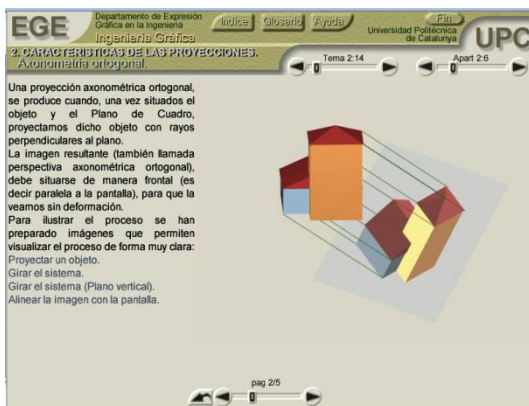 EGE
Departamento de Expresión
Gráfica en la Ingeniería
Ingeniería Gráfica
Indice
Glosario
Ayuda
Fin
Universidad Politécnica
de Catalunya
UPC
2. CARACTERISTICAS DE LAS PROYECCIONES.
Axonometria ortogonal.
Tema 2:14
Apart 2:6
Una proyección axonométrica ortogonal,
se produce cuando, una vez situados el
objeto y el Plano de Cuadro,
proyectamos dicho objeto con rayos
perpendiculares al plano.
La imagen resultante (también llamada
perspectiva axonométrica ortogonal),
debe situarse de manera frontal (es
decir paralela a la pantalla), para que la
veamos sin deformación.
Para ilustrar el proceso se han
preparado imágenes que permiten
visualizar el proceso de forma muy clara:
Proyectar un objeto.
Girar el sistema.
Girar el sistema (Plano vertical).
Alinear la imagen con la pantalla.
pag 2/5